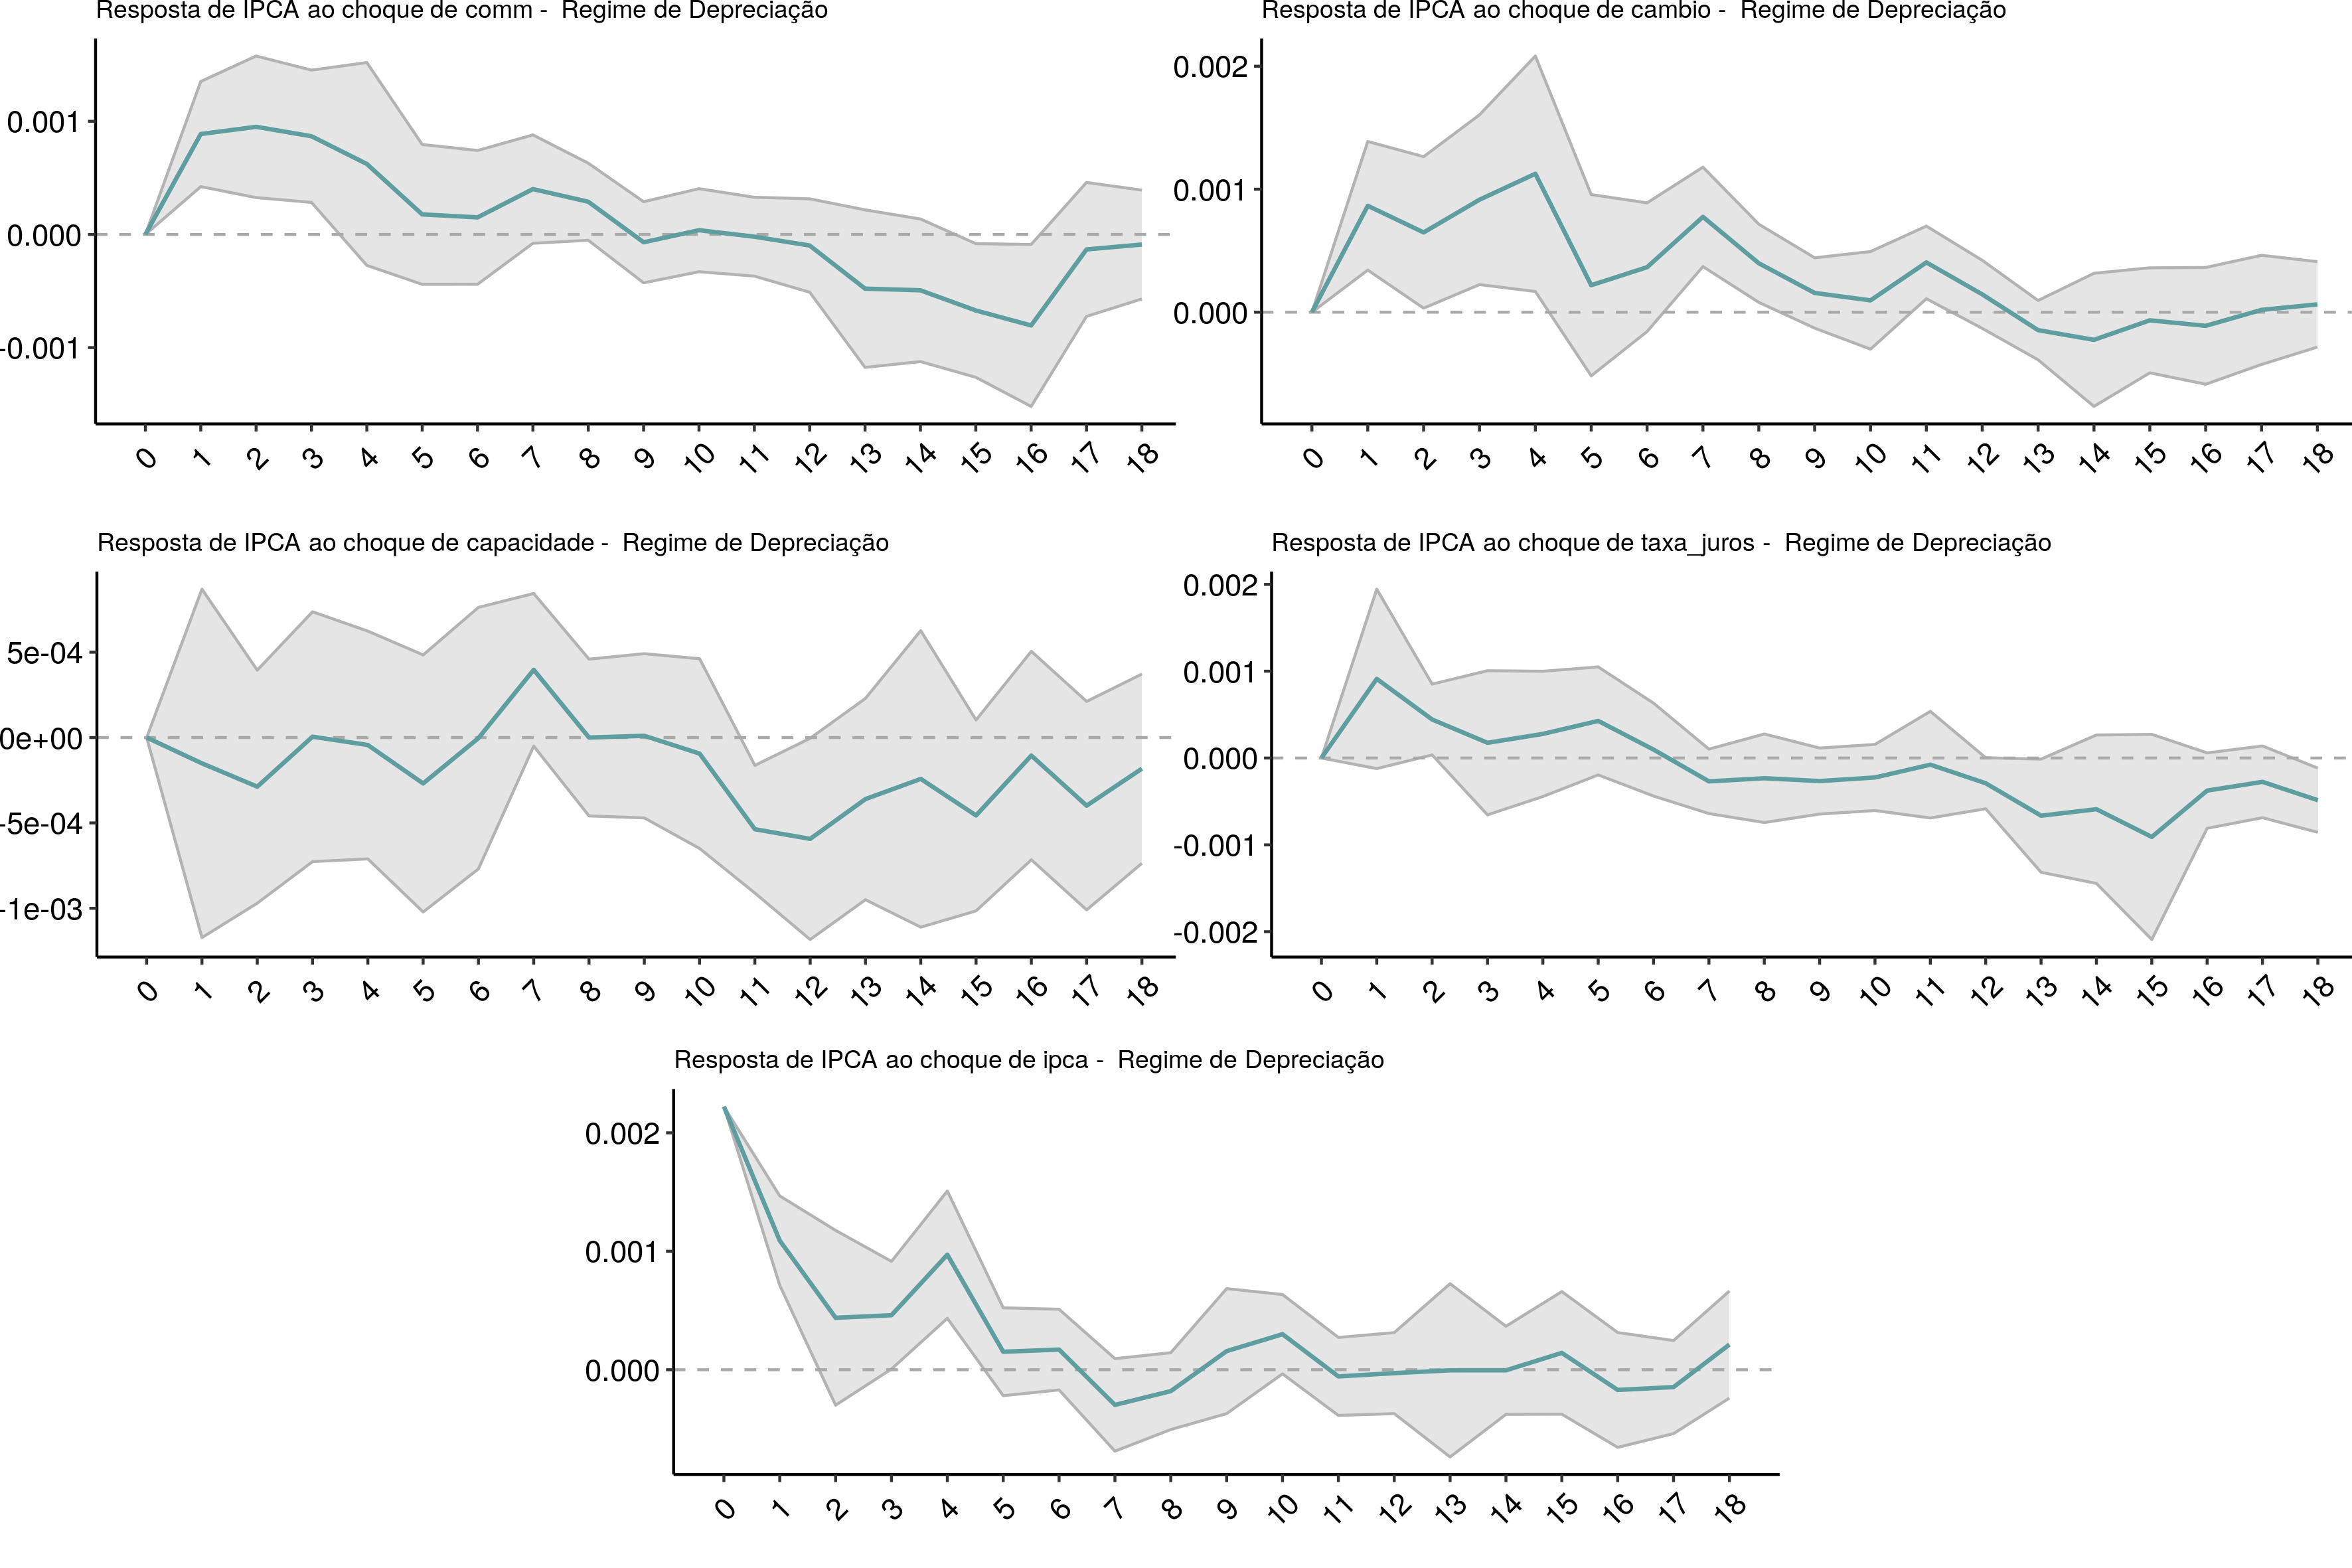 Resposta de IPCA ao choque de comm -  Regime de Depreciação
0.001
0.000
-0.001
0 1 2 3 4 5 6 7 8 9 10 11 12 13 14 15 16 17 18
Resposta de IPCA ao choque de cambio -  Regime de Depreciação
0.002
0.001
0.000
0 1 2 3 4 5 6 7 8 9 10 11 12 13 14 15 16 17 18
Resposta de IPCA ao choque de capacidade -  Regime de Depreciação
5e-04
0e+00
-5e-04
-1e-03
0 1 2 3 4 5 6 7 8 9 10 11 12 13 14 15 16 17 18
Resposta de IPCA ao choque de taxa_juros -  Regime de Depreciação
0.002
0.001
0.000
-0.001
-0.002
0 1 2 3 4 5 6 7 8 9 10 11 12 13 14 15 16 17 18
Resposta de IPCA ao choque de ipca -  Regime de Depreciação
0.002
0.001
0.000
0 1 2 3 4 5 6 7 8 9 10 11 12 13 14 15 16 17 18